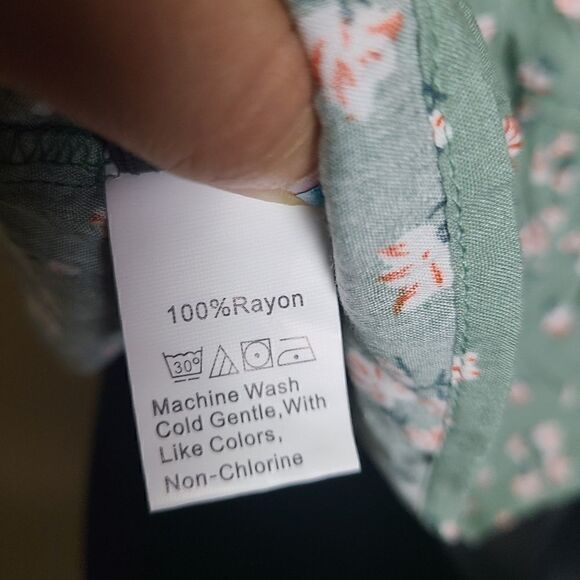 100%Rayon
30°
Machine Wash
Cold Gentle,With
Like Colors,
Non-Chlorine